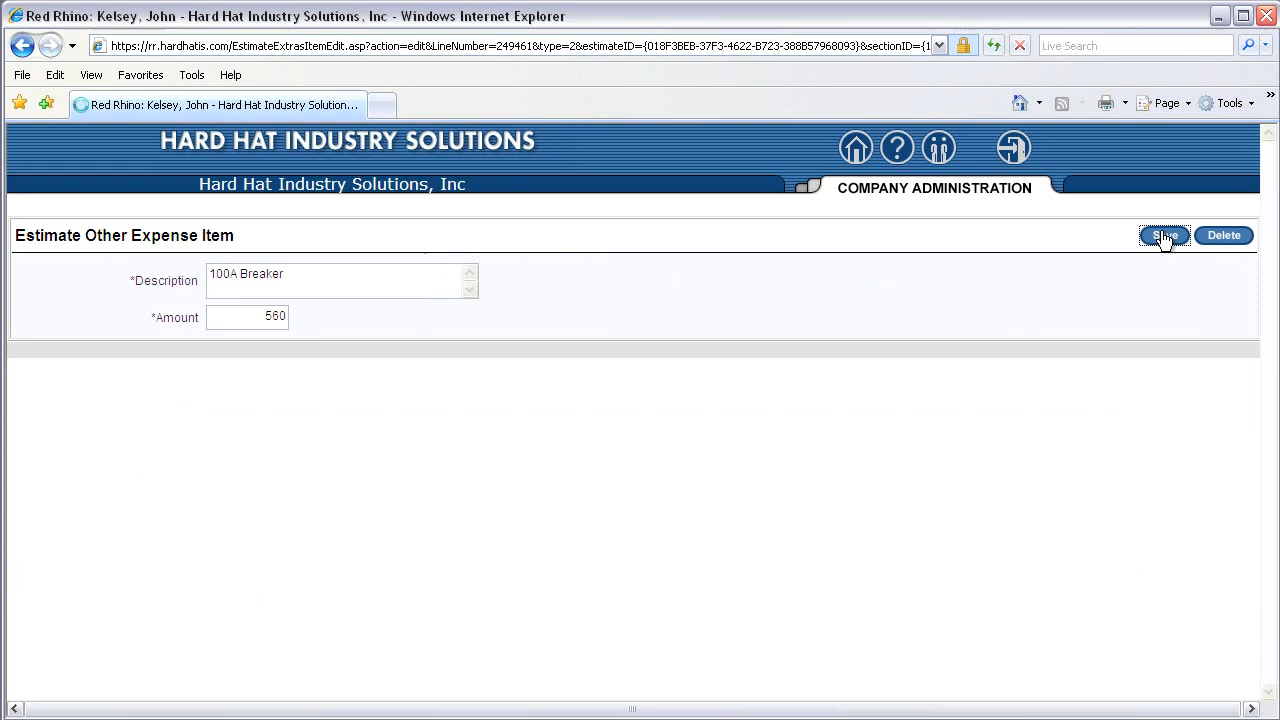 Red Rhino: Kelsey, John - Hard Hat Industry Solutions, Inc - Windows Internet Explorer
https://rr.hardhatis.com/EstimateExtrasItemEdit.asp?action=edit&LineNumber=2494618&type=2&estimateID={018F3BEB-37F3-4622-B723-388B57968093}&sectionID={1
Live Search
File Edit View Favorites Tools Help
Red Rhino: Kelsey, John - Hard Hat Industry Solution...
Page Tools
HARD HAT INDUSTRY SOLUTIONS
Hard Hat Industry Solutions, Inc
COMPANY ADMINISTRATION
Estimate Other Expense Item
Delete
*Description 100A Breaker
*Amount 560